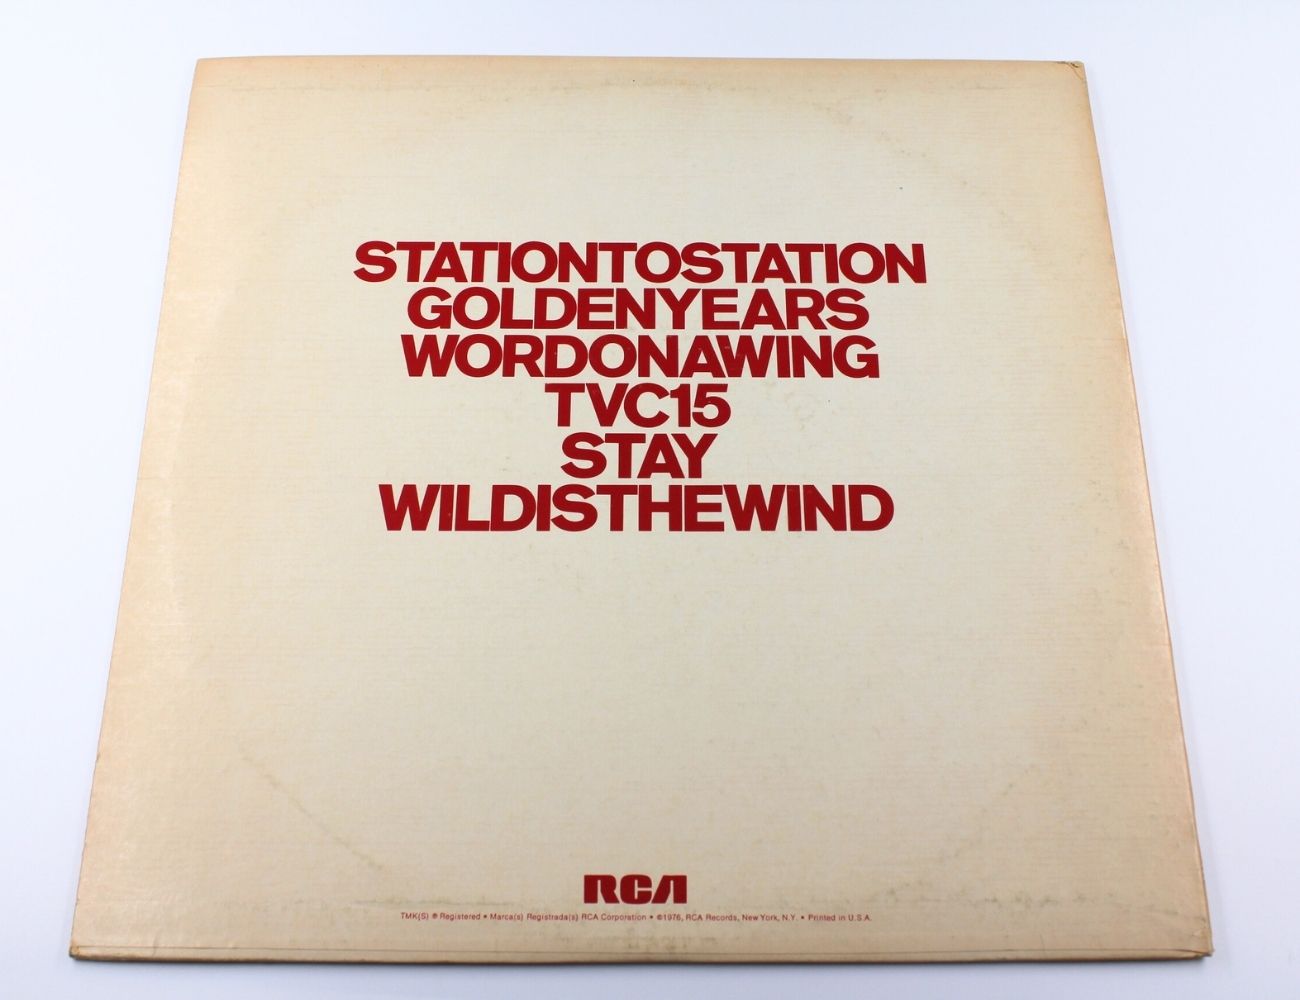 STATIONTOSTATION
GOLDENYEARS
WORDONAWING
TVC15
STAY
WILDISTHEWIND
RCA
TMK(S) ® Registered • Marca(s) Registrada(s) RCA Corporation • ©1976, RCA Records, New York, N.Y. • Printed in U.S.A.